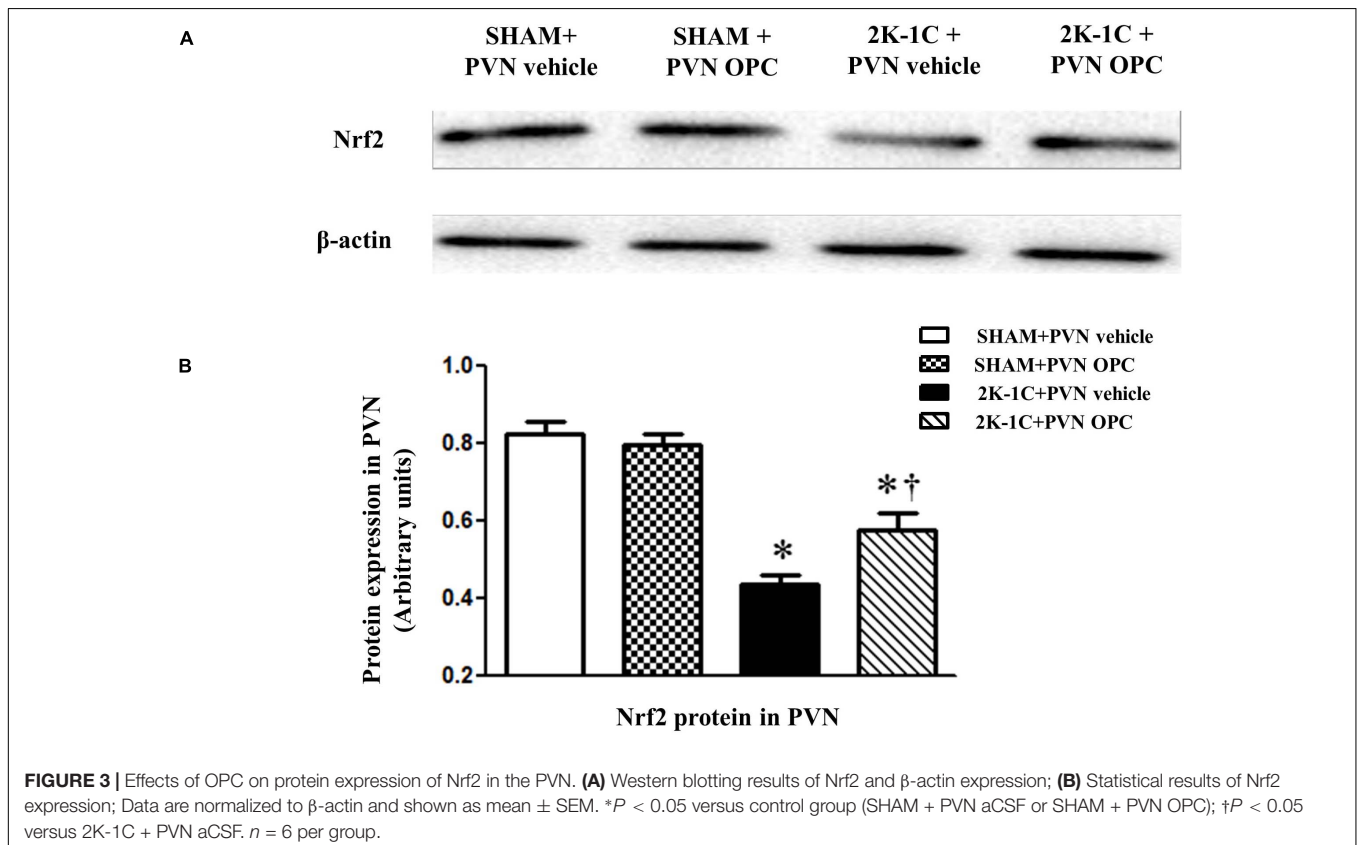 A
SHAM+ PVN vehicle
SHAM + PVN OPC
2K-1C + PVN vehicle
2K-1C + PVN OPC
Nrf2
β-actin
B
SHAM+PVN vehicle
SHAM+PVN OPC
2K-1C+PVN vehicle
2K-1C+PVN OPC
Protein expression in PVN
(Arbitrary units)
1.0
0.8
0.6
0.4
0.2
*
*†
Nrf2 protein in PVN
FIGURE 3 | Effects of OPC on protein expression of Nrf2 in the PVN. (A) Western blotting results of Nrf2 and β-actin expression; (B) Statistical results of Nrf2
expression; Data are normalized to β-actin and shown as mean ± SEM. *P < 0.05 versus control group (SHAM + PVN aCSF or SHAM + PVN OPC); †P < 0.05
versus 2K-1C + PVN aCSF. n = 6 per group.